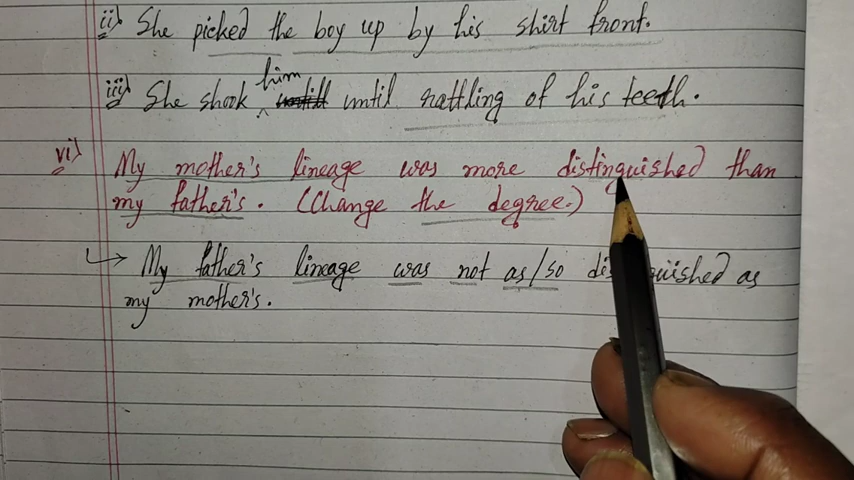 ii) She picked the boy up by his shirt front.
iii) She shook him until rattling of his teeth.
vi) My mother's lineage was more distinguished than
my father's. (Change the degree.)
My father's lineage was not as/so distinguished as
my mother's.